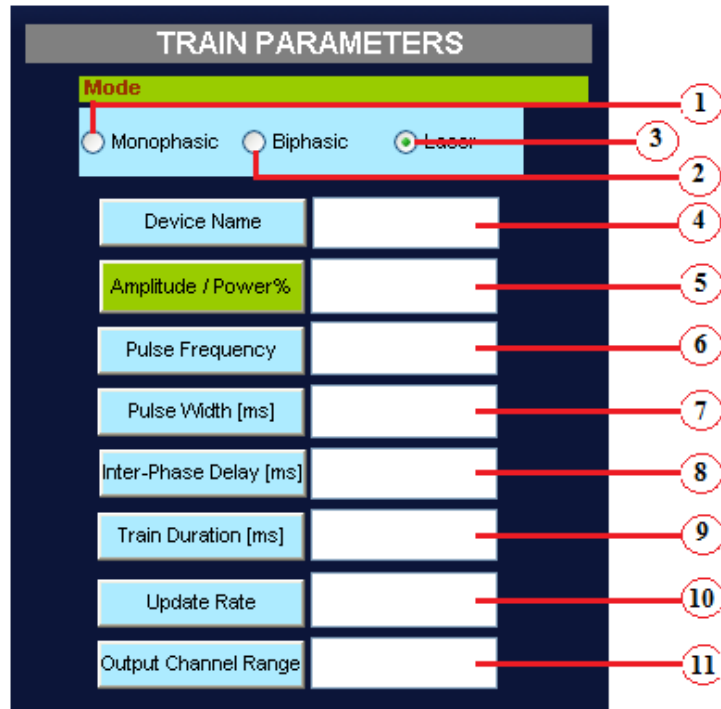 TRAIN PARAMETERS
Mode
1
Monophasic Biphasic Laser 3
2
Device Name 4
Amplitude / Power% 5
Pulse Frequency 6
Pulse Width [ms] 7
Inter-Phase Delay [ms] 8
Train Duration [ms] 9
Update Rate 10
Output Channel Range 11